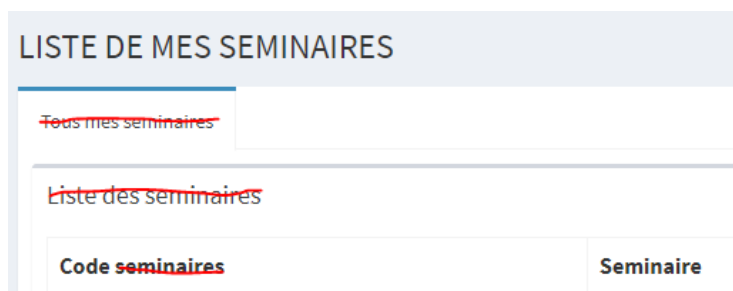 LISTE DE MES SEMINAIRES
Tous mes seminaires
Liste des seminaires
Code seminaires Seminaire